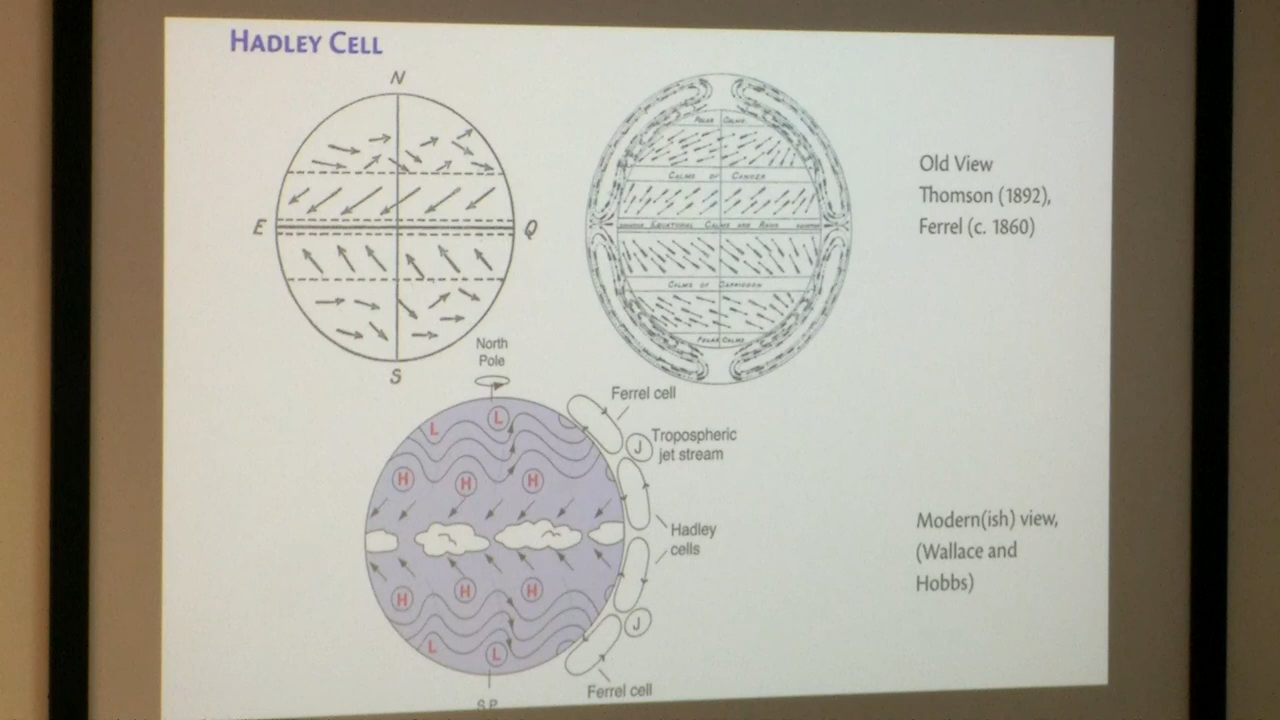 HADLEY CELL
N
E
Q
S
POLAR CALMS
CALMS OF CANCER
EQUATORIAL CALMS AND RAINS
CALMS OF CAPRICORN
POLAR CALMS
Old View
Thomson (1892),
Ferrel (c. 1860)
North
Pole
Ferrel cell
J
Tropospheric
jet stream
L L
H H H
Hadley
cells
H H H
J
L L
Ferrel cell
S.P.
Modern(ish) view,
(Wallace and
Hobbs)